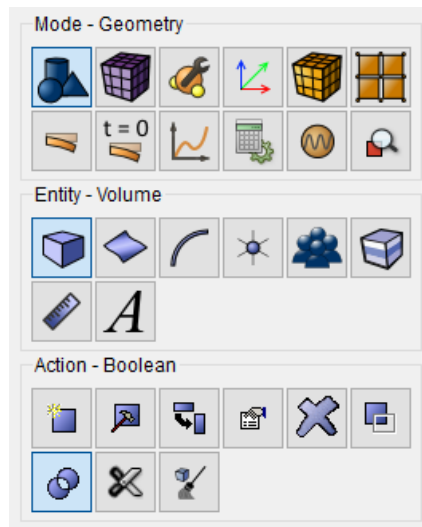 Mode - Geometry
t = 0
Entity - Volume
A
Action - Boolean